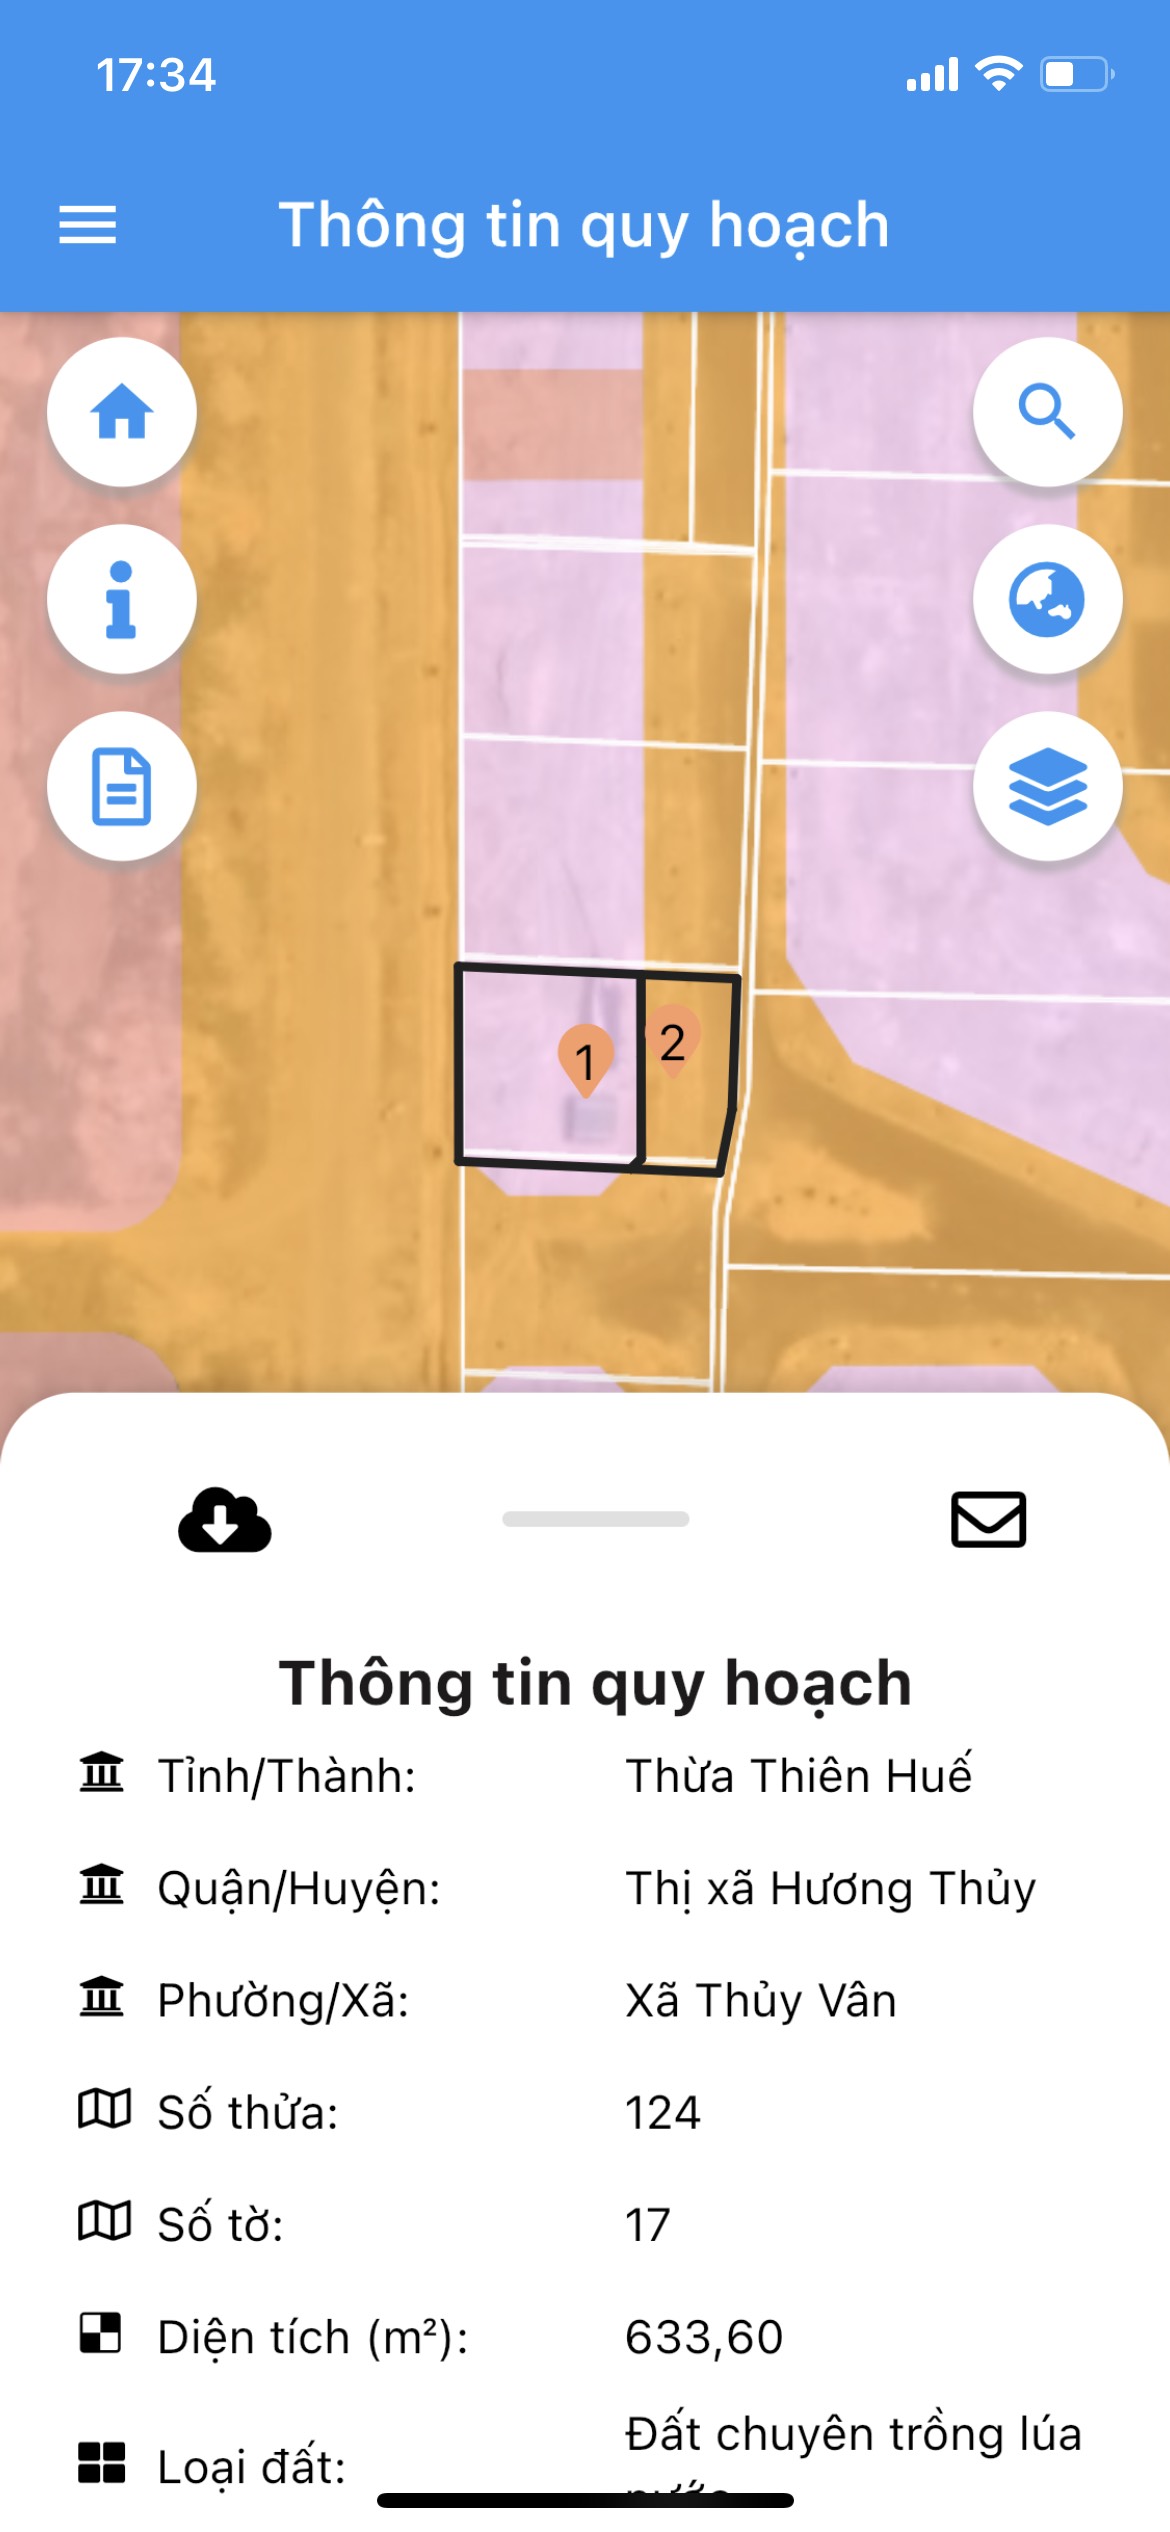 17:34
Thông tin quy hoạch
1
2
Thông tin quy hoạch
Tỉnh/Thành: Thừa Thiên Huế
Quận/Huyện: Thị xã Hương Thủy
Phường/Xã: Xã Thủy Vân
Số thửa: 124
Số tờ: 17
Diện tích (m²): 633,60
Loại đất: Đất chuyên trồng lúa